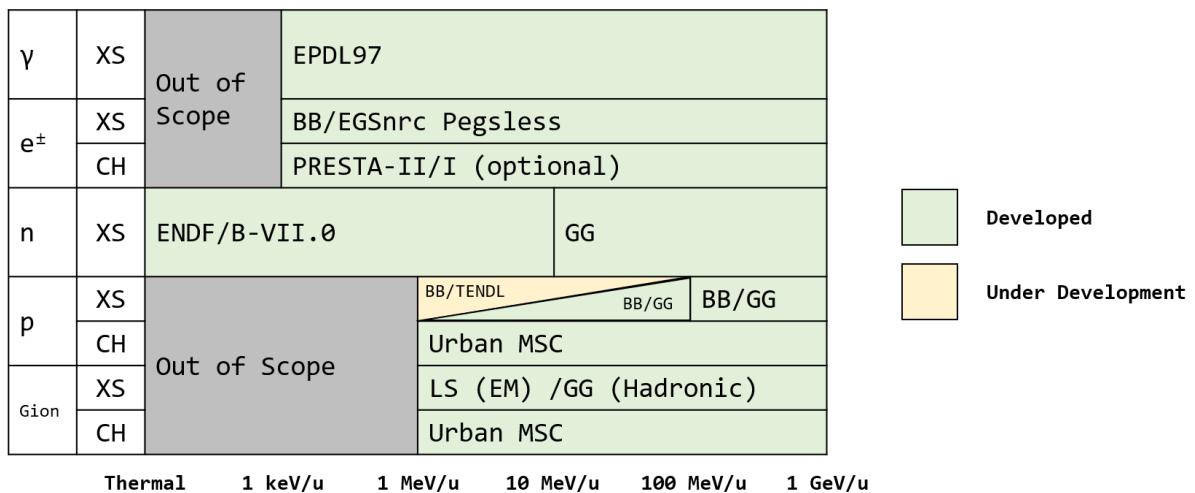 γ
XS
Out of
Scope
EPDL97
e±
XS
BB/EGSnrc Pegsless
CH
PRESTA-II/I (optional)
n
XS
ENDF/B-VII.0
GG
p
XS
BB/TENDL
BB/GG
BB/GG
CH
Out of Scope
Urban MSC
Gion
XS
LS (EM) /GG (Hadronic)
CH
Urban MSC
Thermal 1 keV/u 1 MeV/u 10 MeV/u 100 MeV/u 1 GeV/u
Developed
Under Development